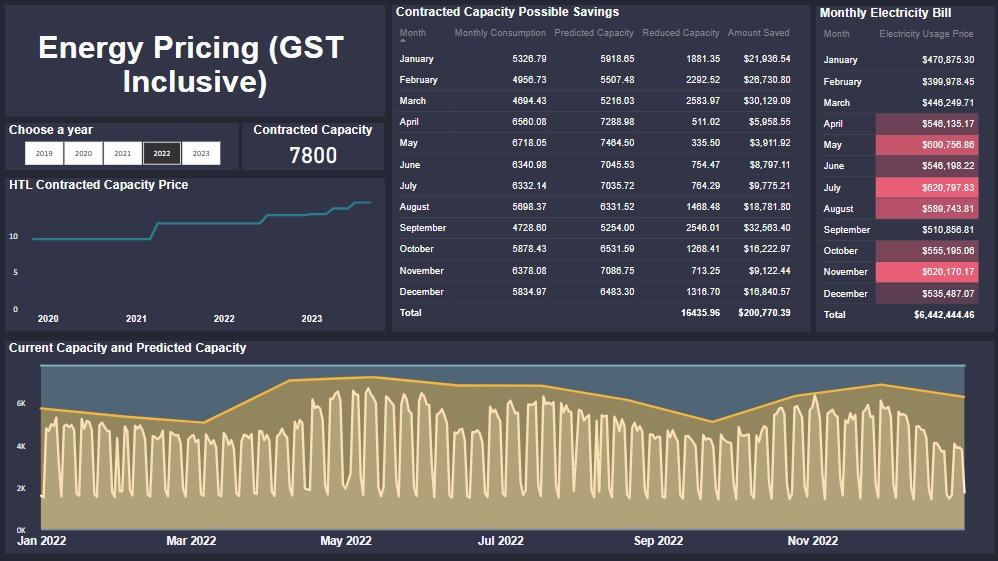 Energy Pricing (GST
Inclusive)
Choose a year
2019 2020 2021 2022 2023
Contracted Capacity
7800
HTL Contracted Capacity Price
10
5
0
2020 2021 2022 2023
Contracted Capacity Possible Savings
Month Monthly Consumption Predicted Capacity Reduced Capacity Amount Saved
January 5326.79 5918.65 1881.35 $21,936.54
February 4956.73 5507.48 2292.52 $26,730.80
March 4694.43 5216.03 2583.97 $30,129.09
April 6560.08 7288.98 511.02 $5,958.55
May 6718.05 7464.50 335.50 $3,911.92
June 6340.98 7045.53 754.47 $8,797.11
July 6332.14 7035.72 764.29 $9,775.21
August 5698.37 6331.52 1468.48 $18,781.80
September 4728.60 5254.00 2546.01 $32,563.40
October 5878.43 6531.59 1268.41 $16,222.97
November 6378.08 7086.75 713.25 $9,122.44
December 5834.97 6483.30 1316.70 $16,840.57
Total 16435.96 $200,770.39
Monthly Electricity Bill
Month Electricity Usage Price
January $470,875.30
February $399,978.45
March $446,249.71
April $546,135.17
May $600,756.86
June $546,198.22
July $620,797.83
August $589,743.81
September $510,856.81
October $555,195.06
November $620,170.17
December $535,487.07
Total $6,442,444.46
Current Capacity and Predicted Capacity
6K
4K
2K
0K
Jan 2022 Mar 2022 May 2022 Jul 2022 Sep 2022 Nov 2022